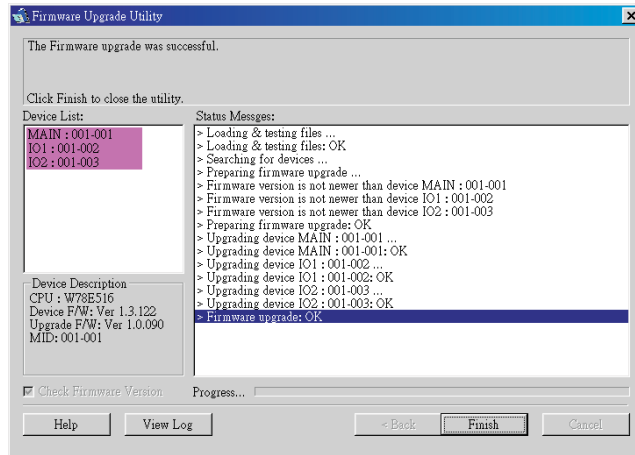 Firmware Upgrade Utility
The Firmware upgrade was successful.
Click Finish to close the utility.
Device List:
MAIN : 001-001
IO1 : 001-002
IO2 : 001-003
Status Messges:
> Loading & testing files ...
> Loading & testing files: OK
> Searching for devices ...
> Preparing firmware upgrade ...
> Firmware version is not newer than device MAIN : 001-001
> Firmware version is not newer than device IO1 : 001-002
> Firmware version is not newer than device IO2 : 001-003
> Preparing firmware upgrade: OK
> Upgrading device MAIN : 001-001 ...
> Upgrading device MAIN : 001-001: OK
> Upgrading device IO1 : 001-002 ...
> Upgrading device IO1 : 001-002: OK
> Upgrading device IO2 : 001-003 ...
> Upgrading device IO2 : 001-003: OK
> Firmware upgrade: OK
Device Description
CPU : W78E516
Device F/W: Ver 1.3.122
Upgrade F/W: Ver 1.0.090
MID: 001-001
Check Firmware Version
Progress...
Help
View Log
< Back
Finish
Cancel